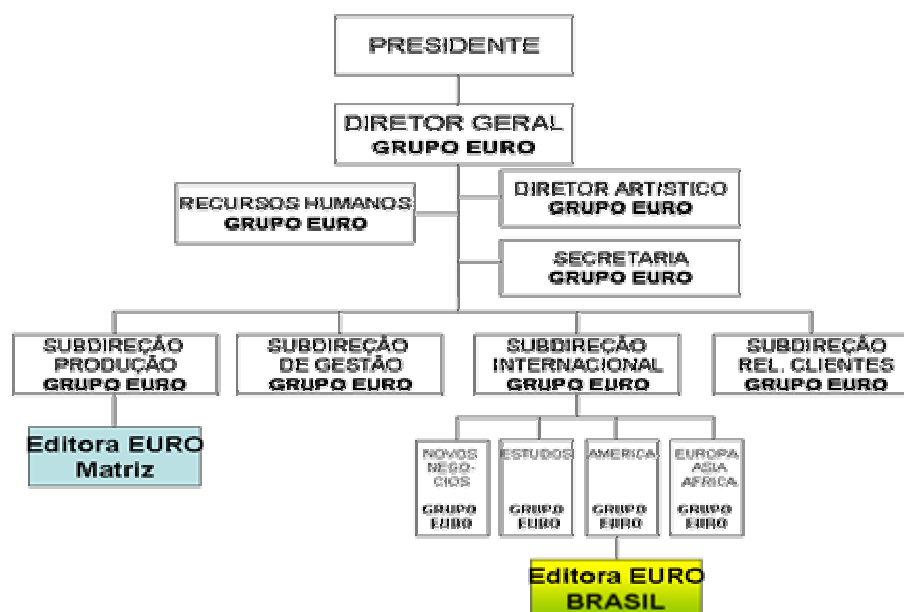 PRESIDENTE
DIRETOR GERAL
GRUPO EURO
RECURSOS HUMANOS
GRUPO EURO
DIRETOR ARTÍSTICO
GRUPO EURO
SECRETARIA
GRUPO EURO
SUBDIREÇÃO
PRODUÇÃO
GRUPO EURO
SUBDIREÇÃO
DE GESTÃO
GRUPO EURO
SUBDIREÇÃO
INTERNACIONAL
GRUPO EURO
SUBDIREÇÃO
REL. CLIENTES
GRUPO EURO
Editora EURO
Matriz
NOVOS
NEGO-
CIOS
GRUPO
EURO
ESTUDOS
GRUPO
EURO
AMERICA
GRUPO
EURO
EUROPA
ASIA
AFRICA
GRUPO
EURO
Editora EURO
BRASIL